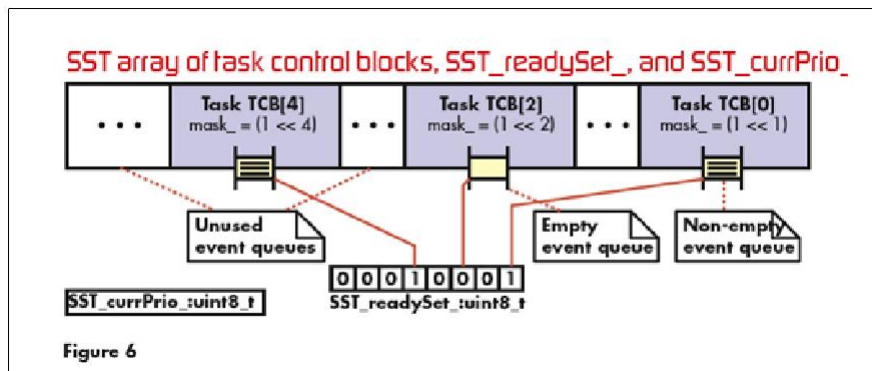 SST array of task control blocks, SST_readySet_, and SST_currPrio_
• • •
Task TCB[4]
mask_ = (1 << 4)
• • •
Task TCB[2]
mask_ = (1 << 2)
• • •
Task TCB[0]
mask_ = (1 << 1)
Unused
event queues
Empty
event queue
Non-empty
event queue
0 0 0 1 0 0 0 1
SST_currPrio_:uint8_t
SST_readySet_:uint8_t
Figure 6